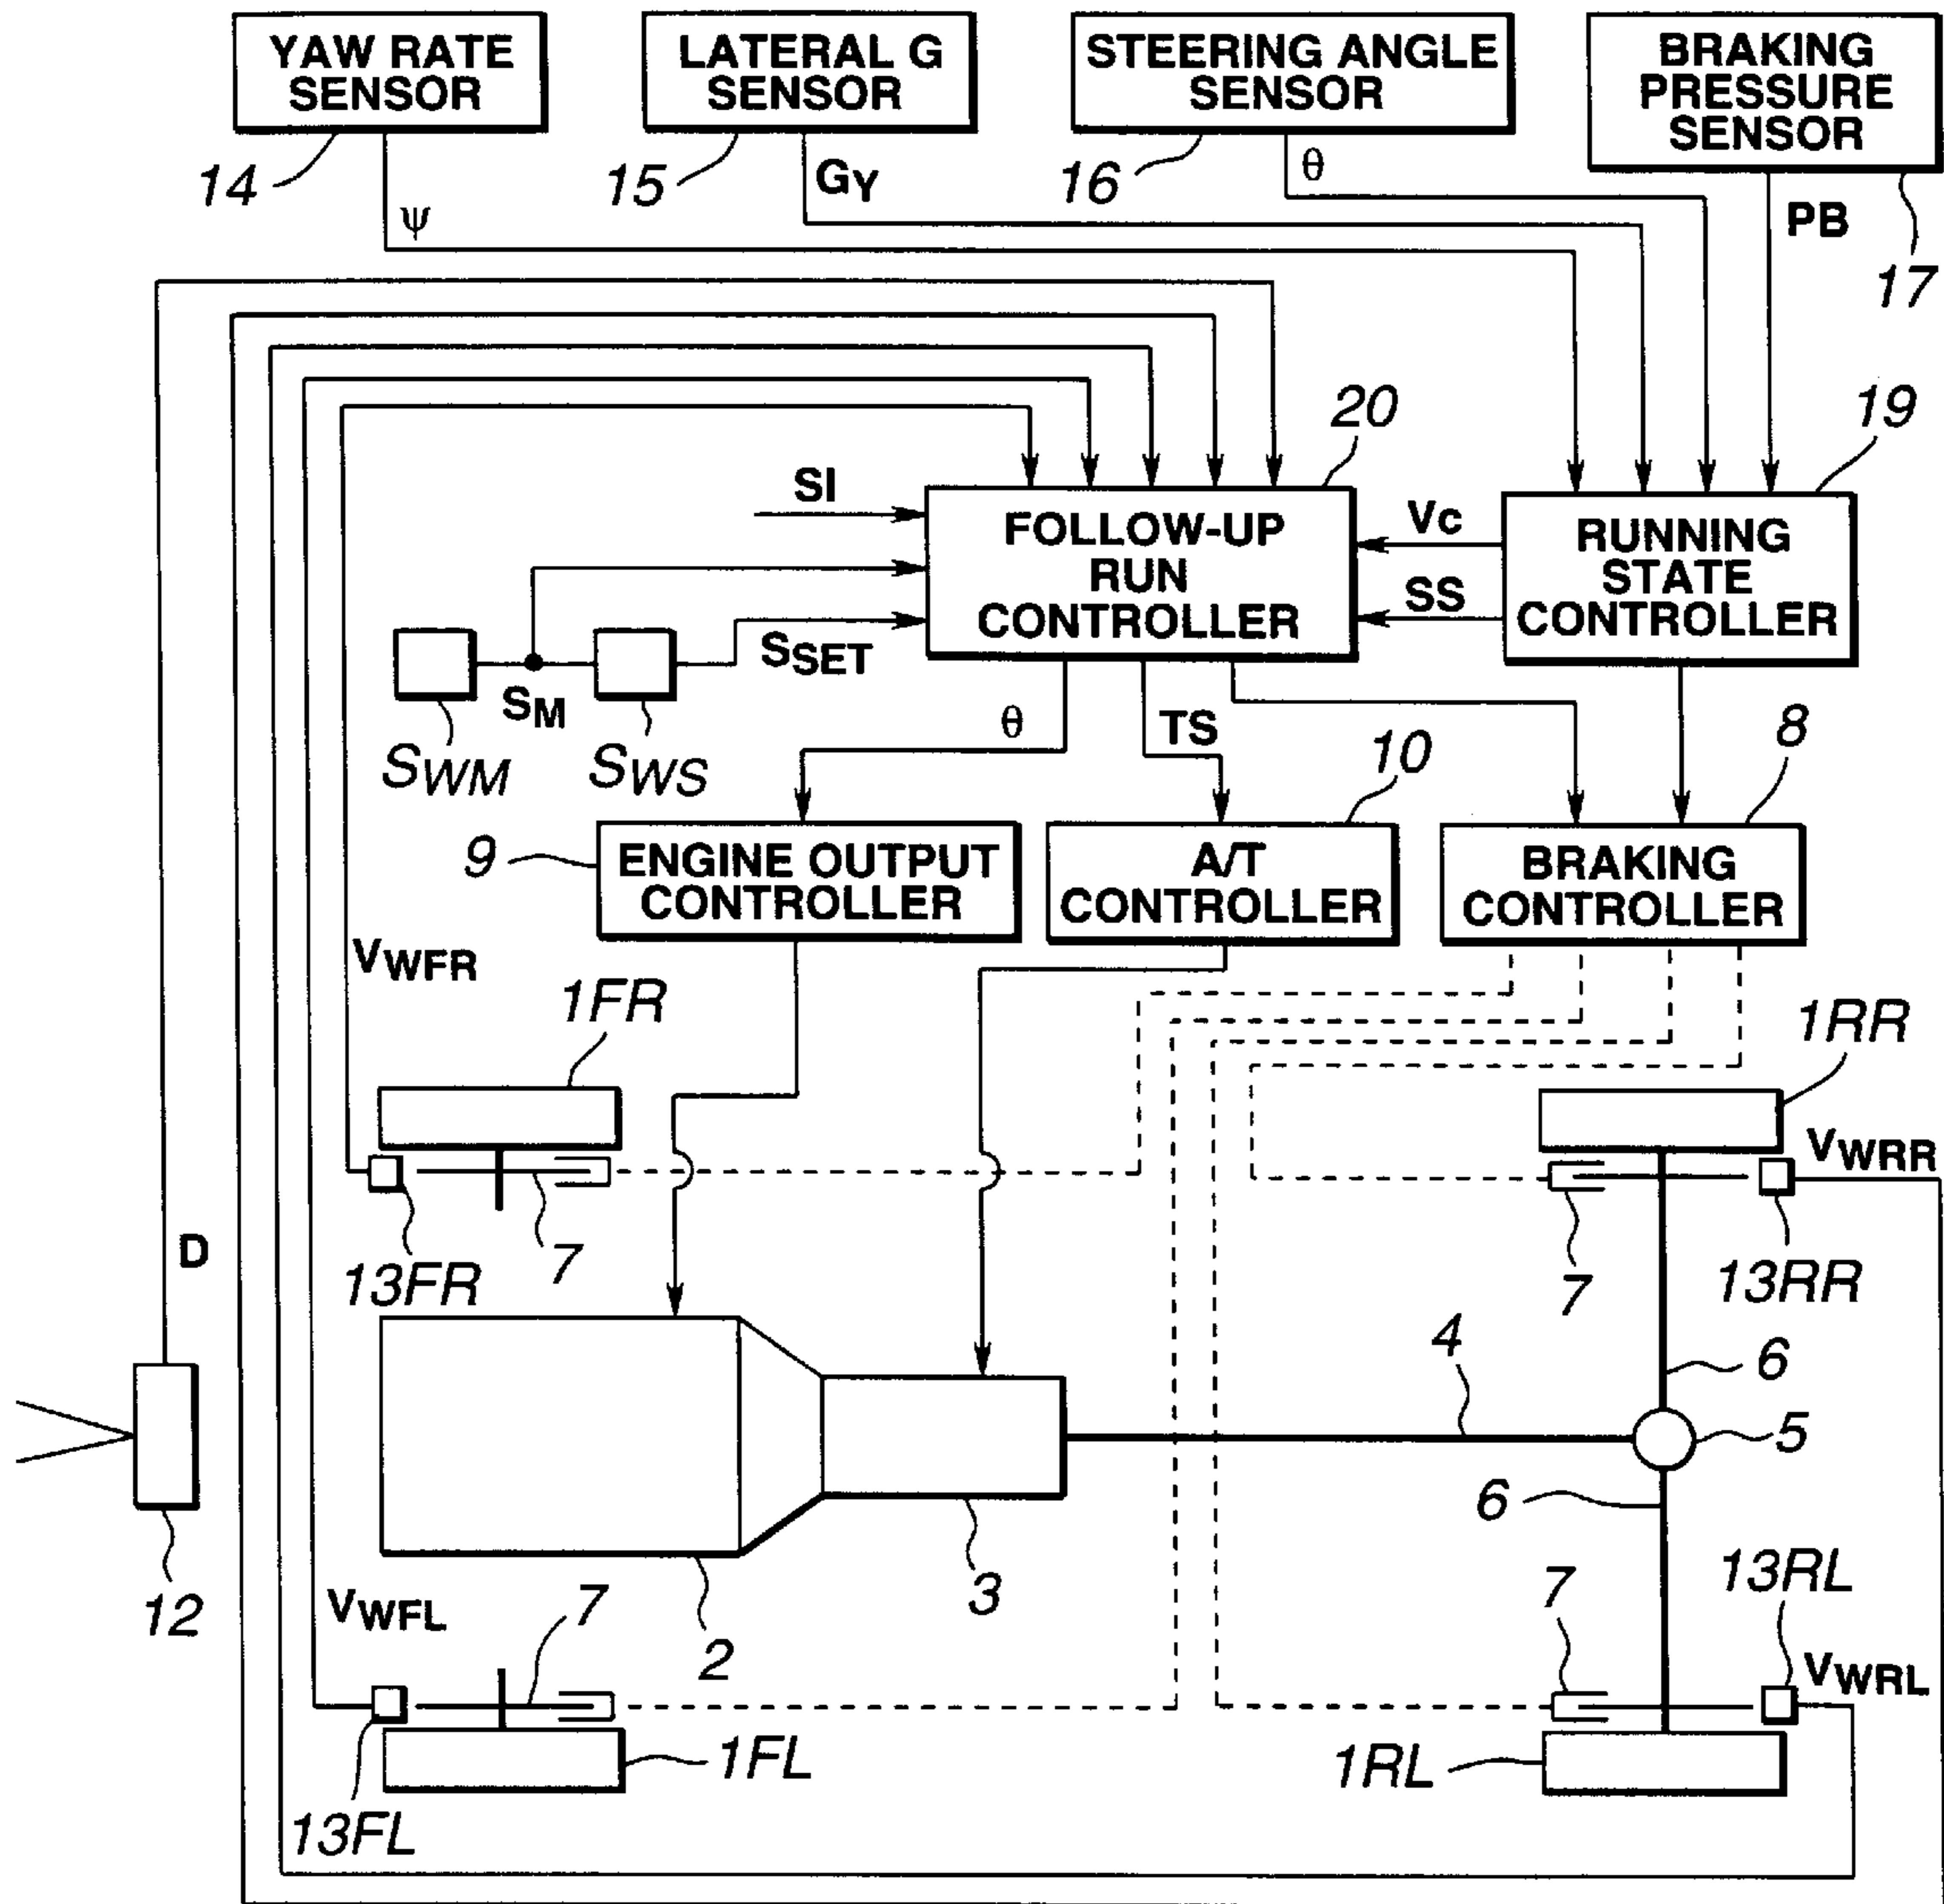 YAW RATE
SENSOR
LATERAL G
SENSOR
STEERING ANGLE
SENSOR
BRAKING
PRESSURE
SENSOR
14
15
16
17
ψ
GY
θ
PB
20
19
SI
FOLLOW-UP
RUN
CONTROLLER
Vc
SS
RUNNING
STATE
CONTROLLER
SSET
SM
SWM
SWS
θ
TS
10
8
9
ENGINE OUTPUT
CONTROLLER
A/T
CONTROLLER
BRAKING
CONTROLLER
VWFR
1FR
1RR
VWRR
D
13FR
7
7
13RR
4
6
5
6
12
VWFL
7
2
3
7
13RL
VWRL
1FL
1RL
13FL